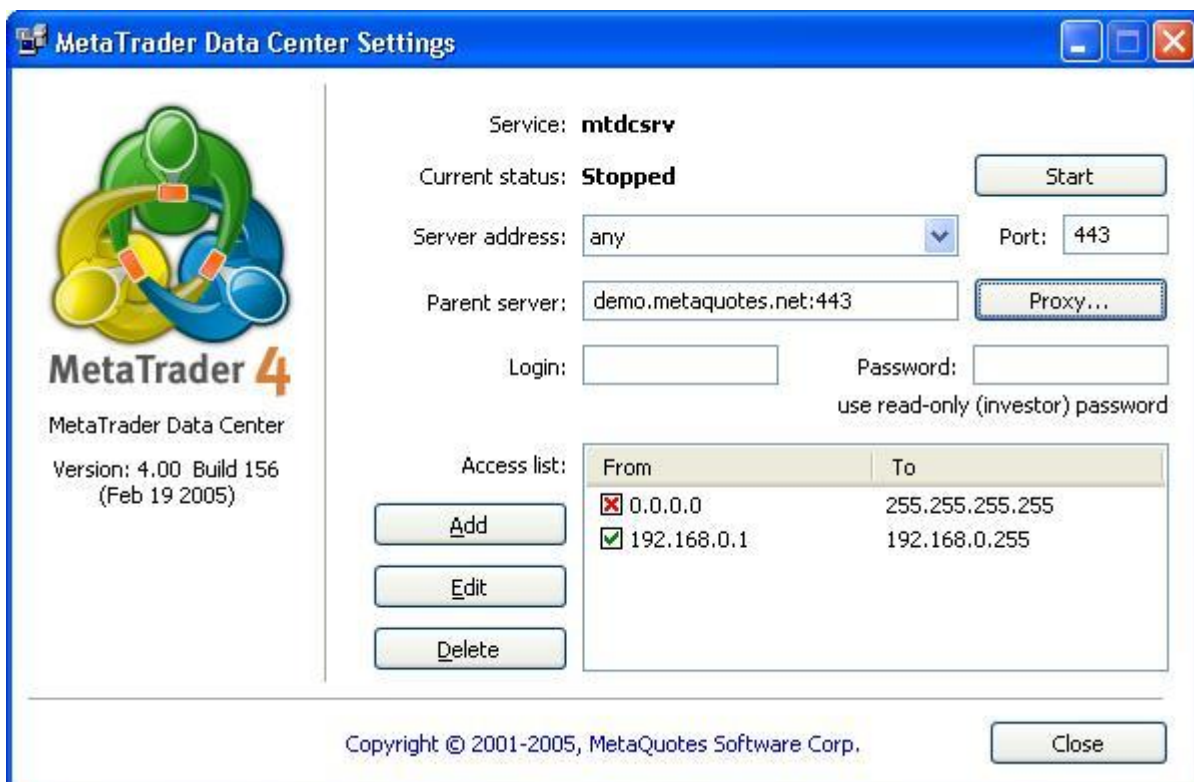 MetaTrader Data Center Settings
MetaTrader 4
MetaTrader Data Center
Version: 4.00 Build 156
(Feb 19 2005)
Service: mtdcsrv
Current status: Stopped
Start
Server address: any
Port: 443
Parent server: demo.metaquotes.net:443
Proxy...
Login:
Password:
use read-only (investor) password
Access list:
From To
0.0.0.0 255.255.255.255
192.168.0.1 192.168.0.255
Add
Edit
Delete
Copyright © 2001-2005, MetaQuotes Software Corp.
Close